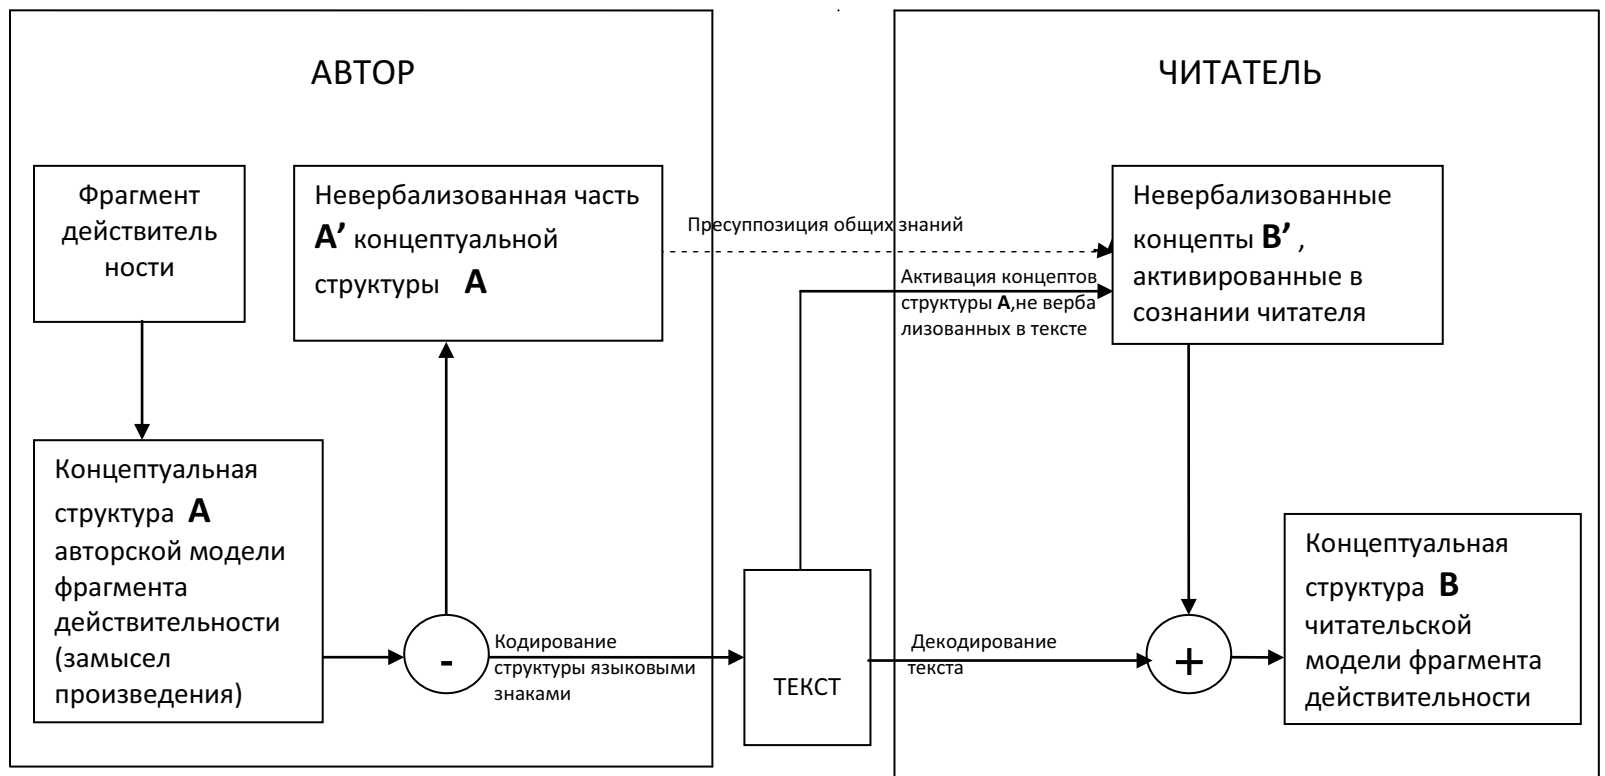 АВТОР
Фрагмент
действитель
ности
Невербализованная часть
А’ концептуальной
структуры А
Концептуальная
структура А
авторской модели
фрагмента
действительности
(замысел
произведения)
-
Кодирование
структуры языковыми
знаками
Пресуппозиция общих знаний
Активация концептов
структуры А,не верба
лизованных в тексте
ТЕКСТ
ЧИТАТЕЛЬ
Невербализованные
концепты В’ ,
активированные в
сознании читателя
Декодирование
текста
+
Концептуальная
структура В
читательской
модели фрагмента
действительности